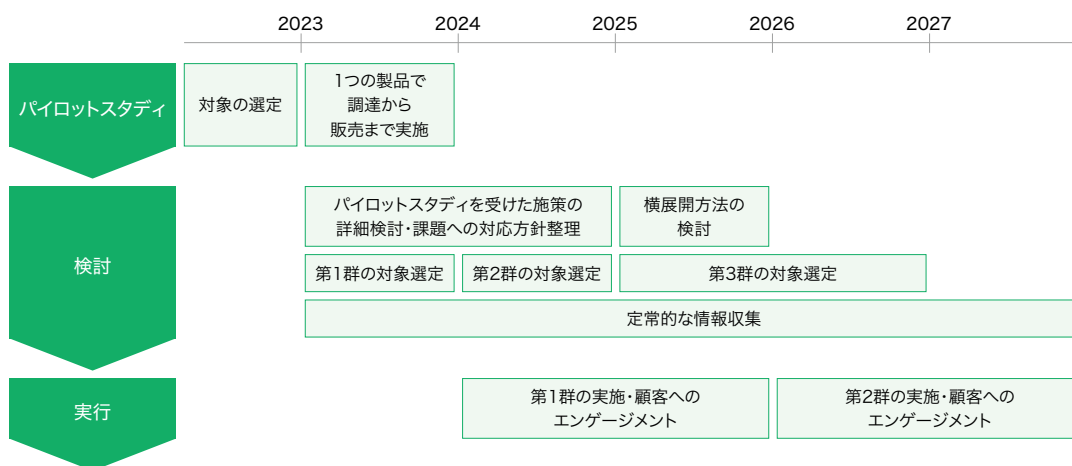 2023
2024
2025
2026
2027
パイロットスタディ
対象の選定
1つの製品で
調達から
販売まで実施
検討
パイロットスタディを受けた施策の
詳細検討・課題への対応方針整理
横展開方法の
検討
第1群の対象選定
第2群の対象選定
第3群の対象選定
定常的な情報収集
実行
第1群の実施・顧客への
エンゲージメント
第2群の実施・顧客への
エンゲージメント